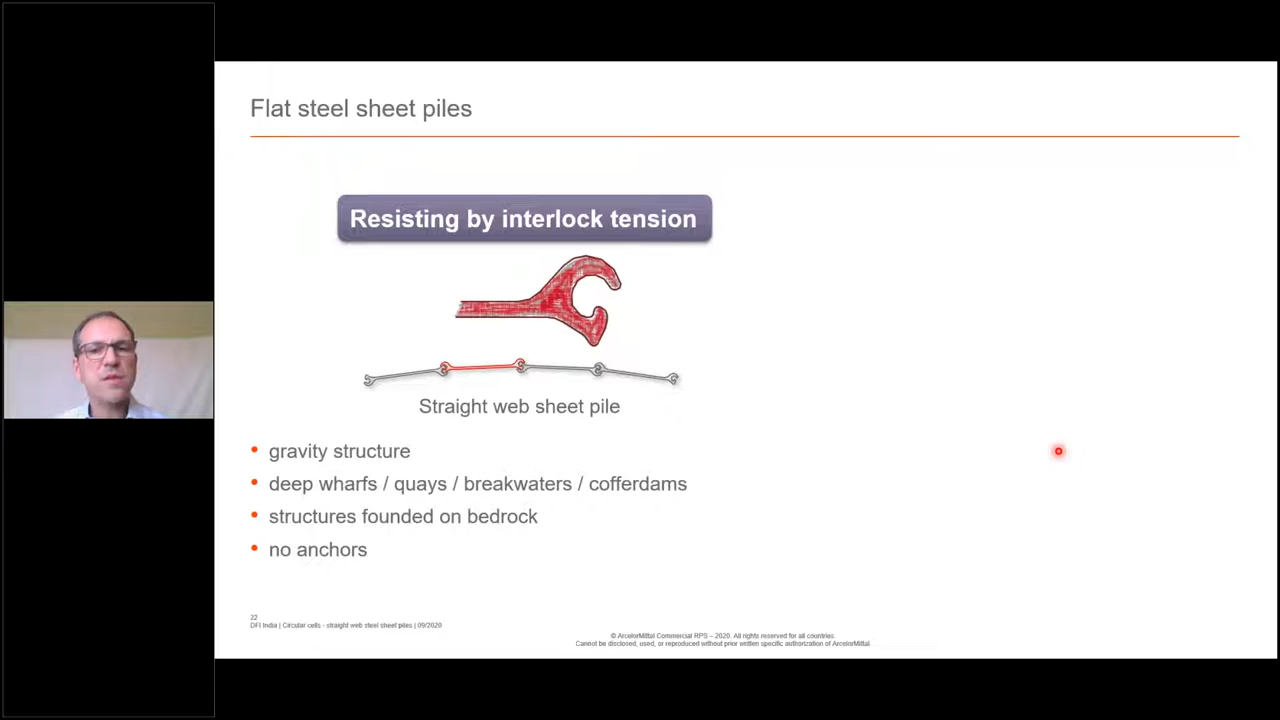 Flat steel sheet piles
Resisting by interlock tension
Straight web sheet pile
• gravity structure
• deep wharfs / quays / breakwaters / cofferdams
• structures founded on bedrock
• no anchors
22
DFI India | Circular cells - straight web steel sheet piles | 09/2020
© ArcelorMittal Commercial RPS – 2020. All rights reserved for all countries.
Cannot be disclosed, used, or reproduced without prior written specific authorization of ArcelorMittal